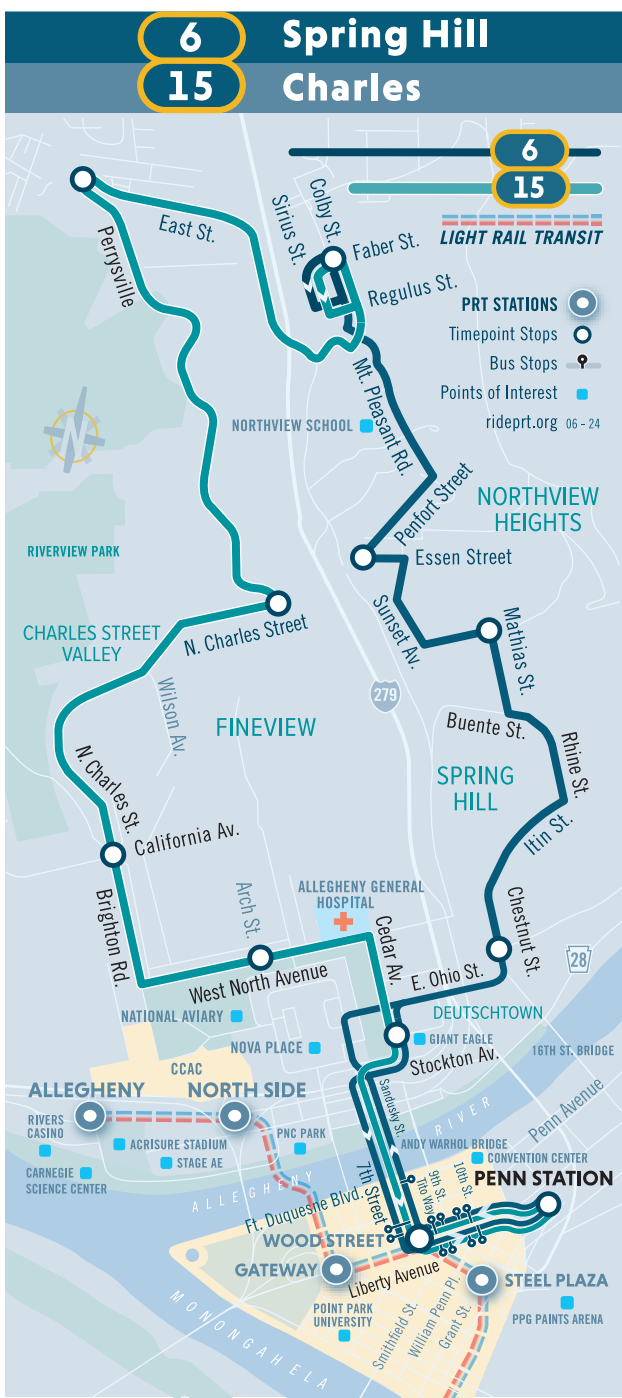 6 Spring Hill
15 Charles
6
15
LIGHT RAIL TRANSIT
PRT STATIONS
Timepoint Stops
Bus Stops
Points of Interest
rideprt.org 06 - 24
Perrysville
East St.
Sirius St.
Colby St.
Faber St.
Regulus St.
Mt. Pleasant Rd.
NORTHVIEW SCHOOL
N
Penfort Street
NORTHVIEW
HEIGHTS
RIVERVIEW PARK
Essen Street
Sunset Av.
Mathias St.
CHARLES STREET
VALLEY
N. Charles Street
Wilson Av.
279
FINEVIEW
Buente St.
Rhine St.
N. Charles St.
SPRING
HILL
Itin St.
California Av.
Brighton Rd.
Arch St.
ALLEGHENY GENERAL
HOSPITAL
Cedar Av.
Chestnut St.
28
West North Avenue
E. Ohio St.
NATIONAL AVIARY
DEUTSCHTOWN
NOVA PLACE
GIANT EAGLE
Stockton Av.
16TH ST. BRIDGE
CCAC
ALLEGHENY
NORTH SIDE
Sandusky St.
Penn Avenue
RIVERS
CASINO
ACRISURE STADIUM
STAGE AE
PNC PARK
CARNEGIE
SCIENCE CENTER
ALLEGHENY
RIVER
ANDY WARHOL BRIDGE
CONVENTION CENTER
PENN STATION
7th Street
Tito Way
9th St.
10th St.
Ft. Duquesne Blvd.
WOOD STREET
GATEWAY
Liberty Avenue
STEEL PLAZA
POINT PARK
UNIVERSITY
Smithfield St.
William Penn Pl.
Grant St.
PPG PAINTS ARENA
MONONGAHELA